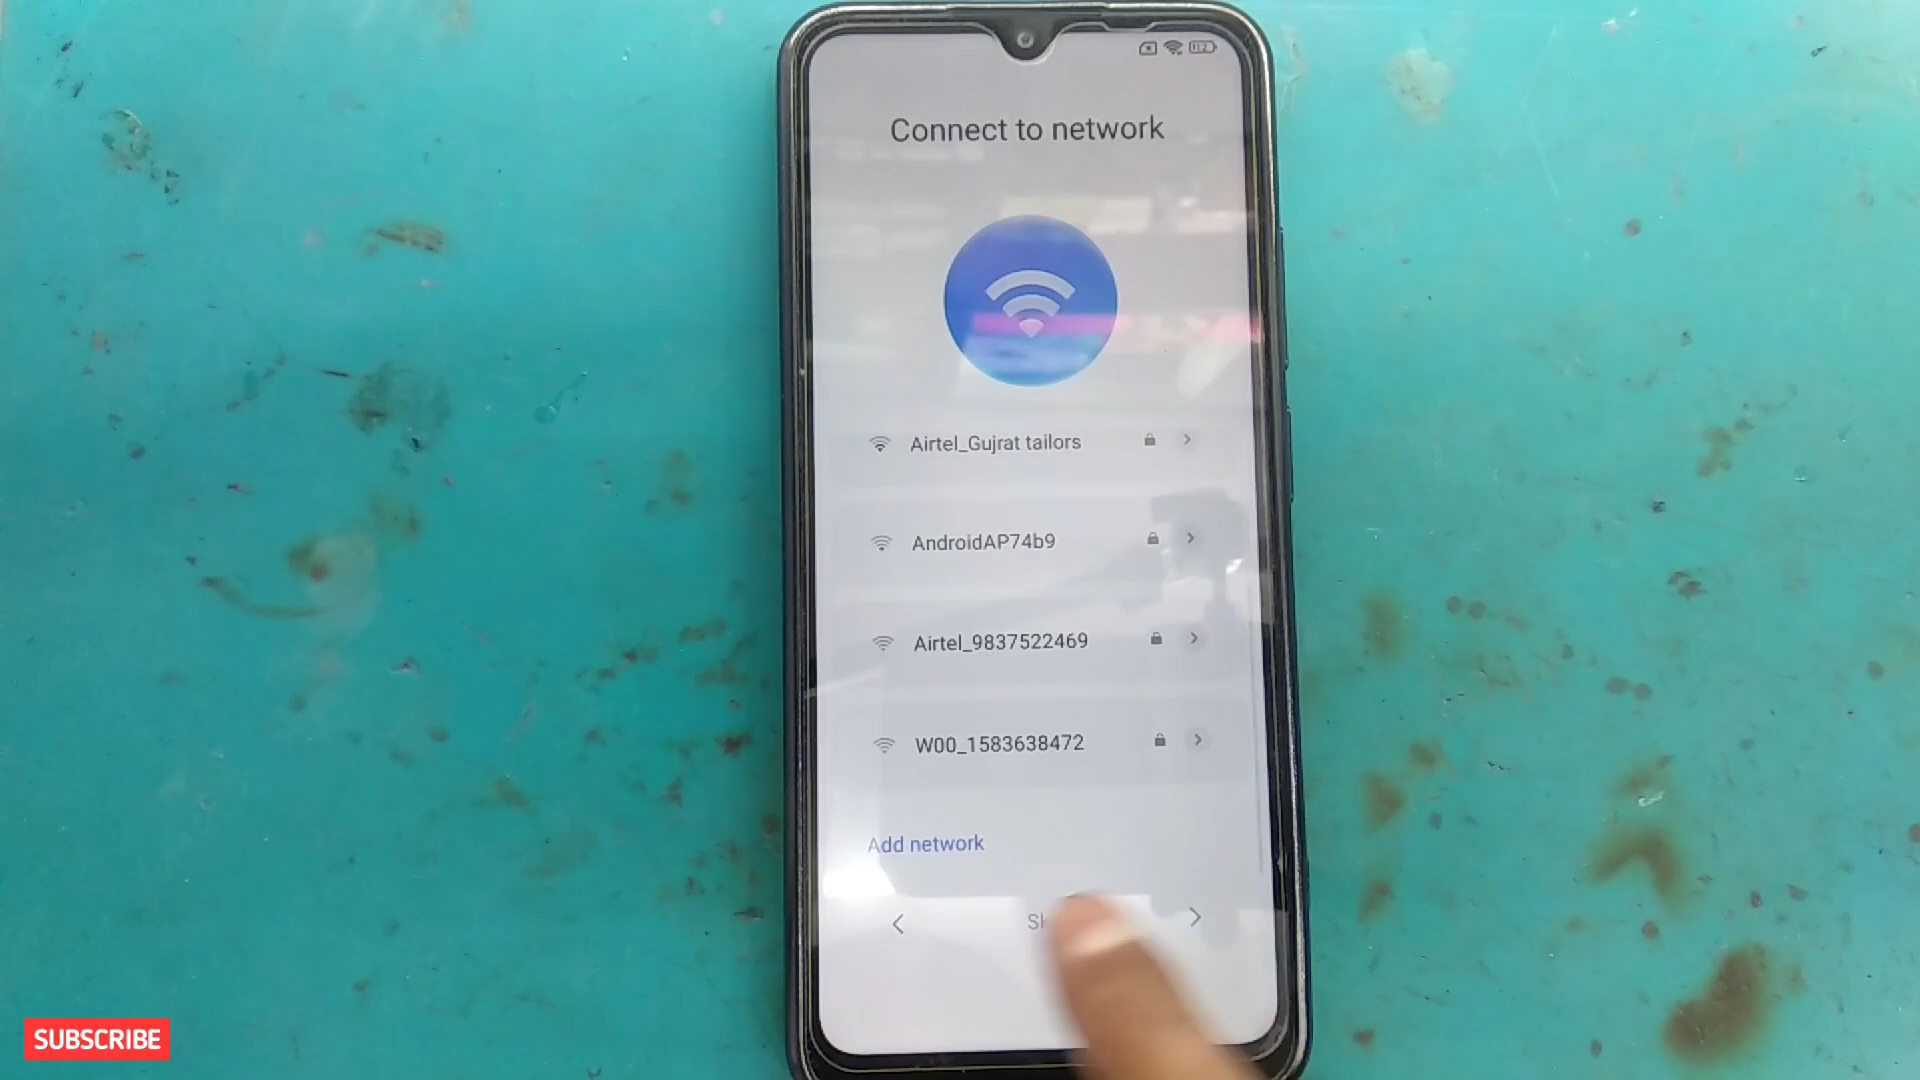 Connect to network
Airtel_Gujrat tailors
AndroidAP74b9
Airtel_9837522469
W00_1583638472
Add network
SUBSCRIBE